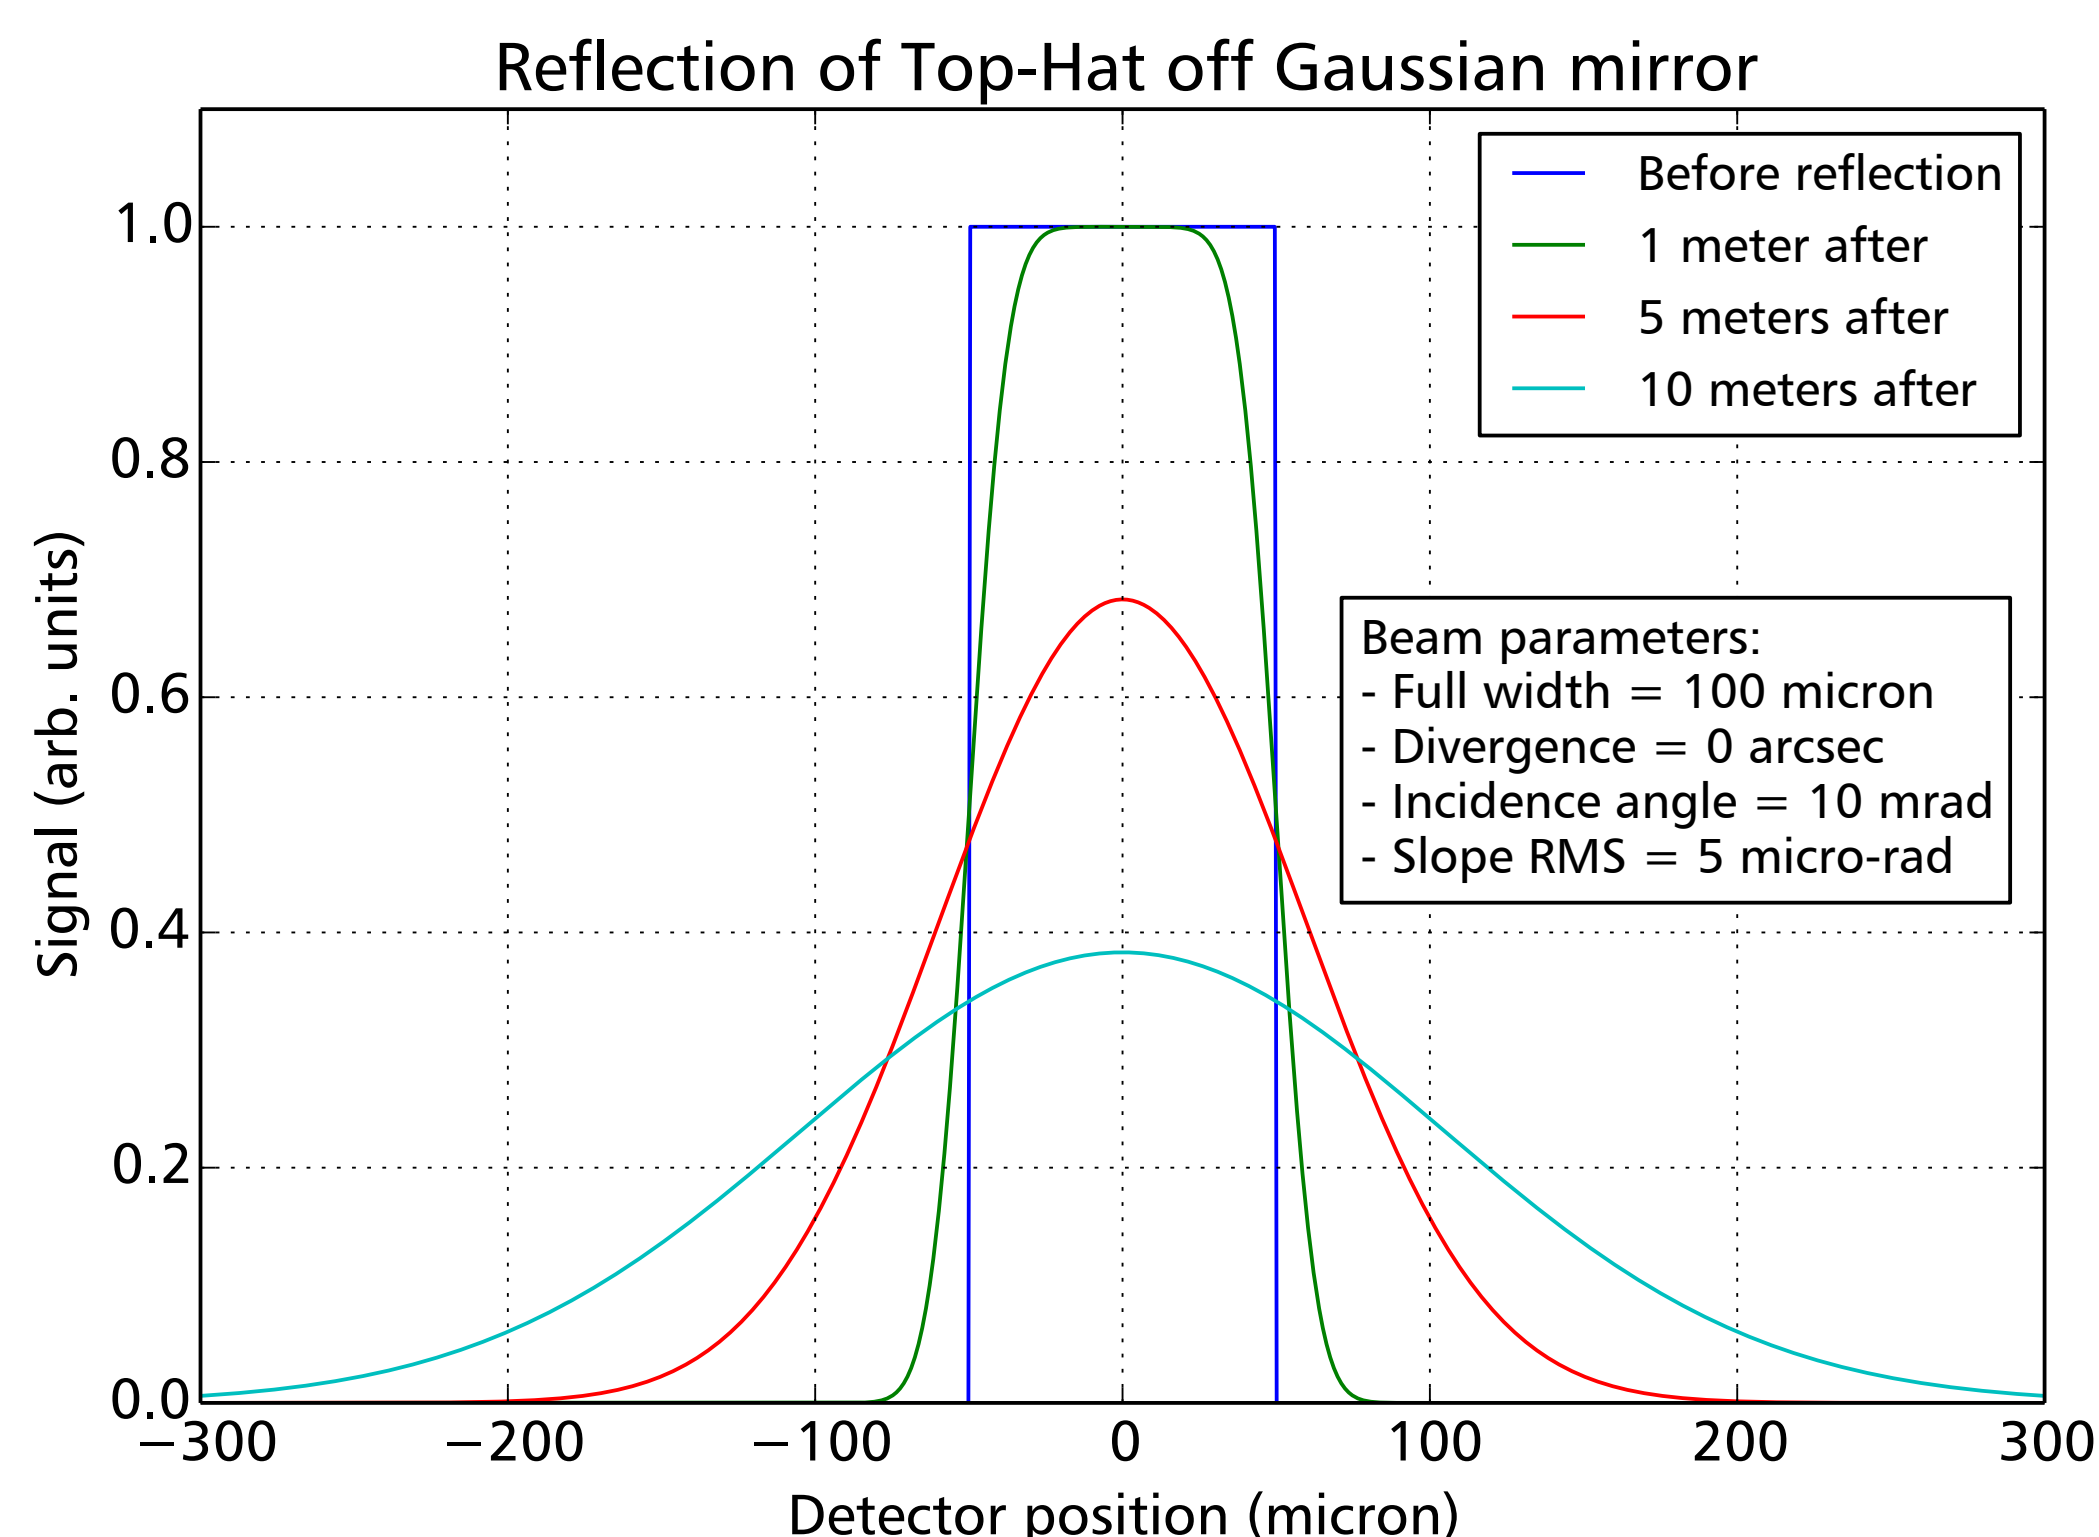 Reflection of Top-Hat off Gaussian mirror
Before reflection
1 meter after
5 meters after
10 meters after
Beam parameters:
- Full width = 100 micron
- Divergence = 0 arcsec
- Incidence angle = 10 mrad
- Slope RMS = 5 micro-rad
Signal (arb. units)
1.0
0.8
0.6
0.4
0.2
0.0
−300 −200 −100 0 100 200 300
Detector position (micron)